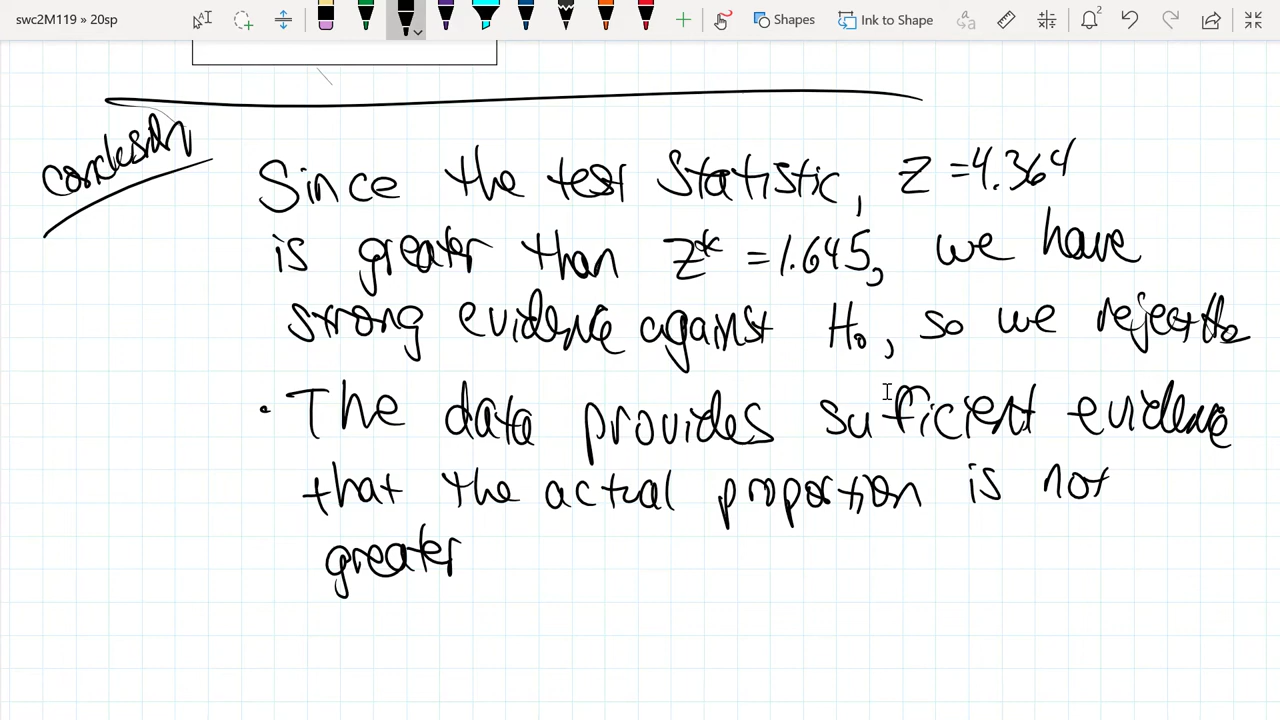 swc2M119 » 20sp
Shapes
Ink to Shape
2
conclusion
Since the test statistic, z = 4.364
is greater than z* = 1.645, we have
strong evidence against H₀, so we reject H₀
• The data provides sufficient evidence
that the actual proportion is not
greater